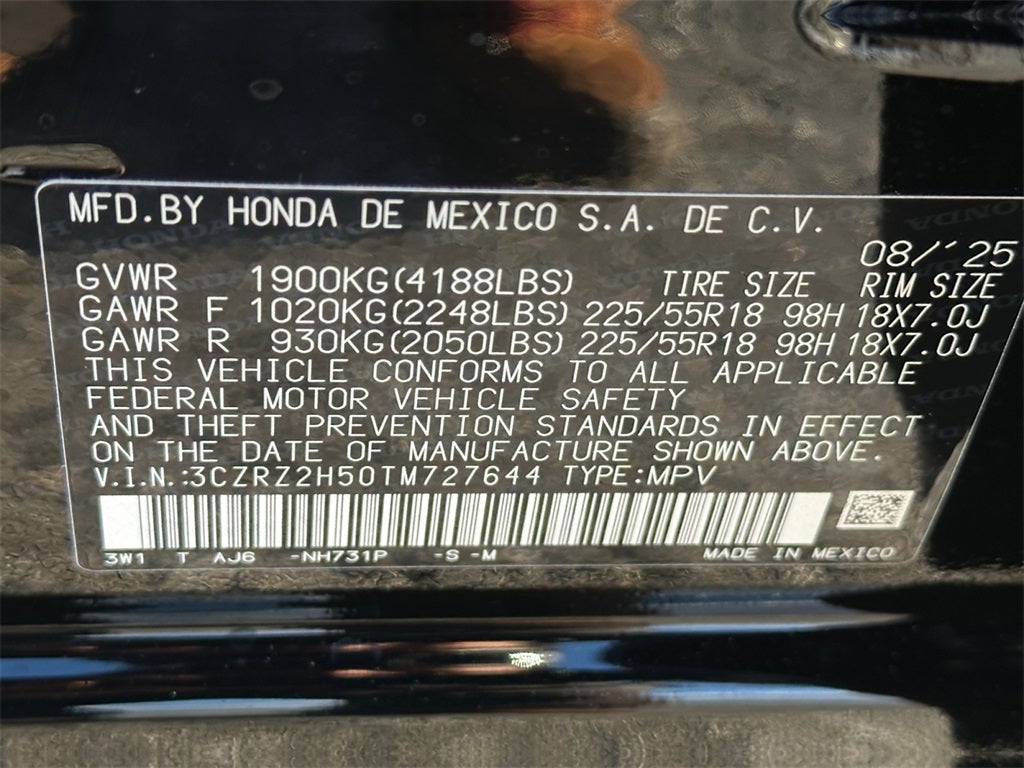 MFD.BY HONDA DE MEXICO S.A. DE C.V.
08/'25
GVWR 1900KG(4188LBS) TIRE SIZE RIM SIZE
GAWR F 1020KG(2248LBS) 225/55R18 98H 18X7.0J
GAWR R 930KG(2050LBS) 225/55R18 98H 18X7.0J
THIS VEHICLE CONFORMS TO ALL APPLICABLE
FEDERAL MOTOR VEHICLE SAFETY
AND THEFT PREVENTION STANDARDS IN EFFECT
ON THE DATE OF MANUFACTURE SHOWN ABOVE.
V.I.N.:3CZRZ2H50TM727644 TYPE:MPV
3W1 T AJ6 -NH731P -S -M MADE IN MEXICO